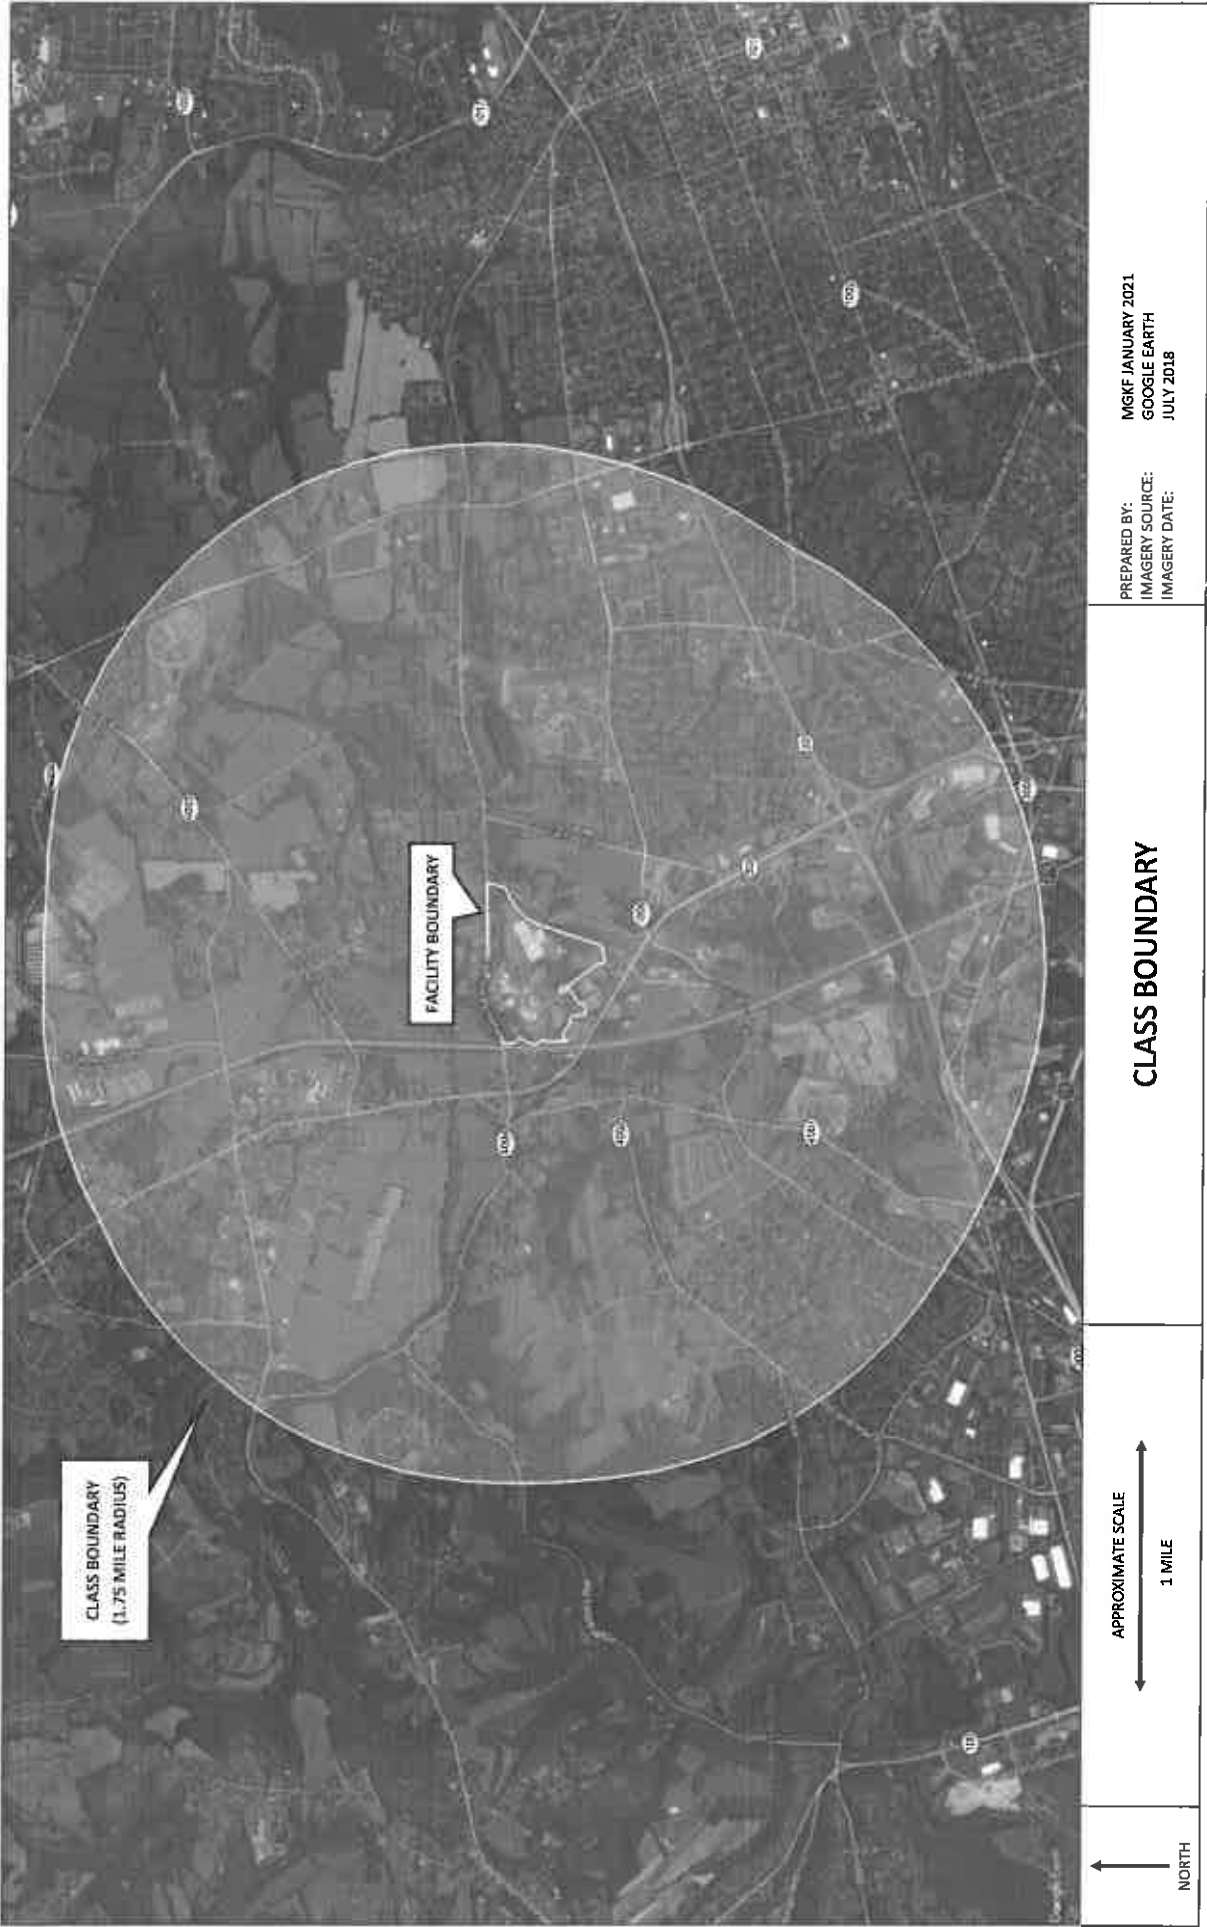 CLASS BOUNDARY
(1.75 MILE RADIUS)
FACILITY BOUNDARY
NORTH
APPROXIMATE SCALE
1 MILE
CLASS BOUNDARY
PREPARED BY: MGKF JANUARY 2021
IMAGERY SOURCE: GOOGLE EARTH
IMAGERY DATE: JULY 2018